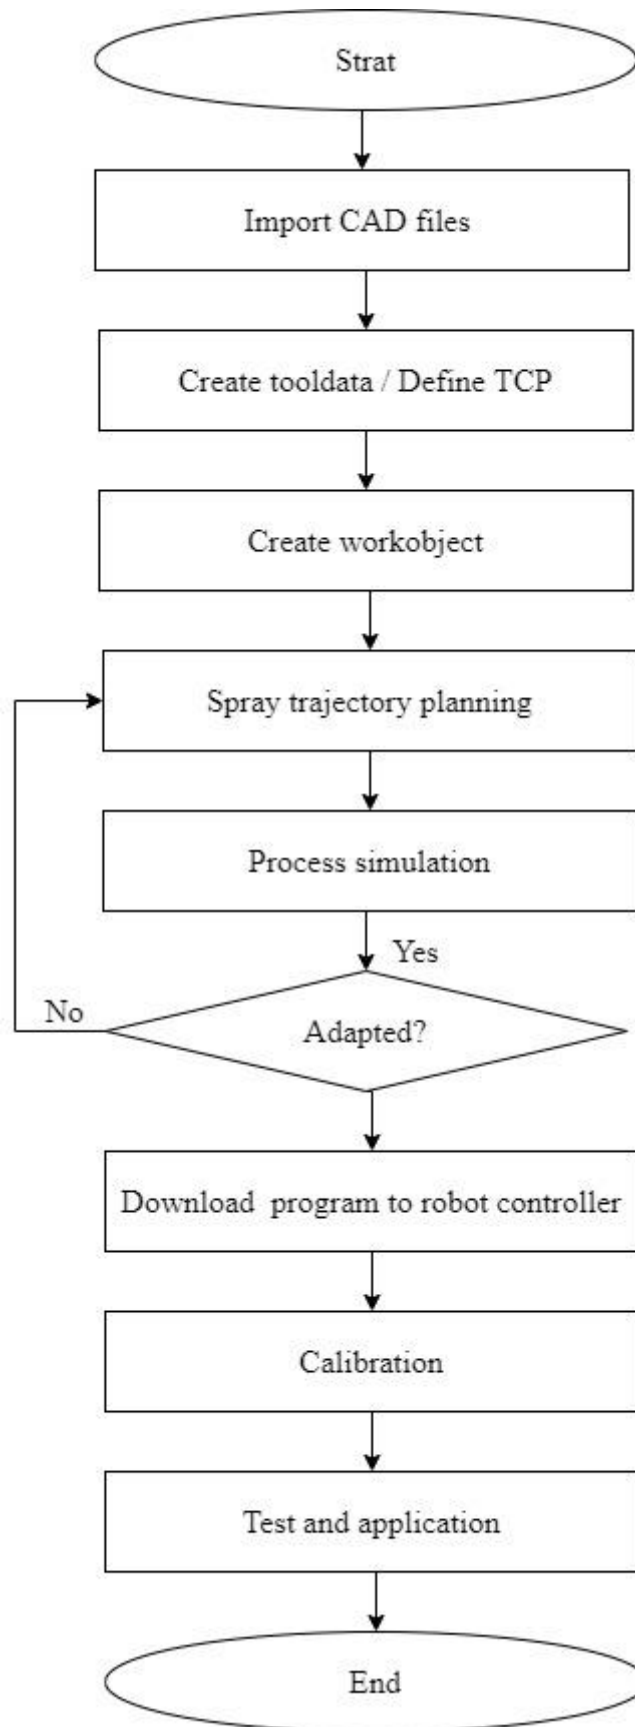 Strat
Import CAD files
Create tooldata / Define TCP
Create workobject
Spray trajectory planning
Process simulation
Yes
No
Adapted?
Download program to robot controller
Calibration
Test and application
End